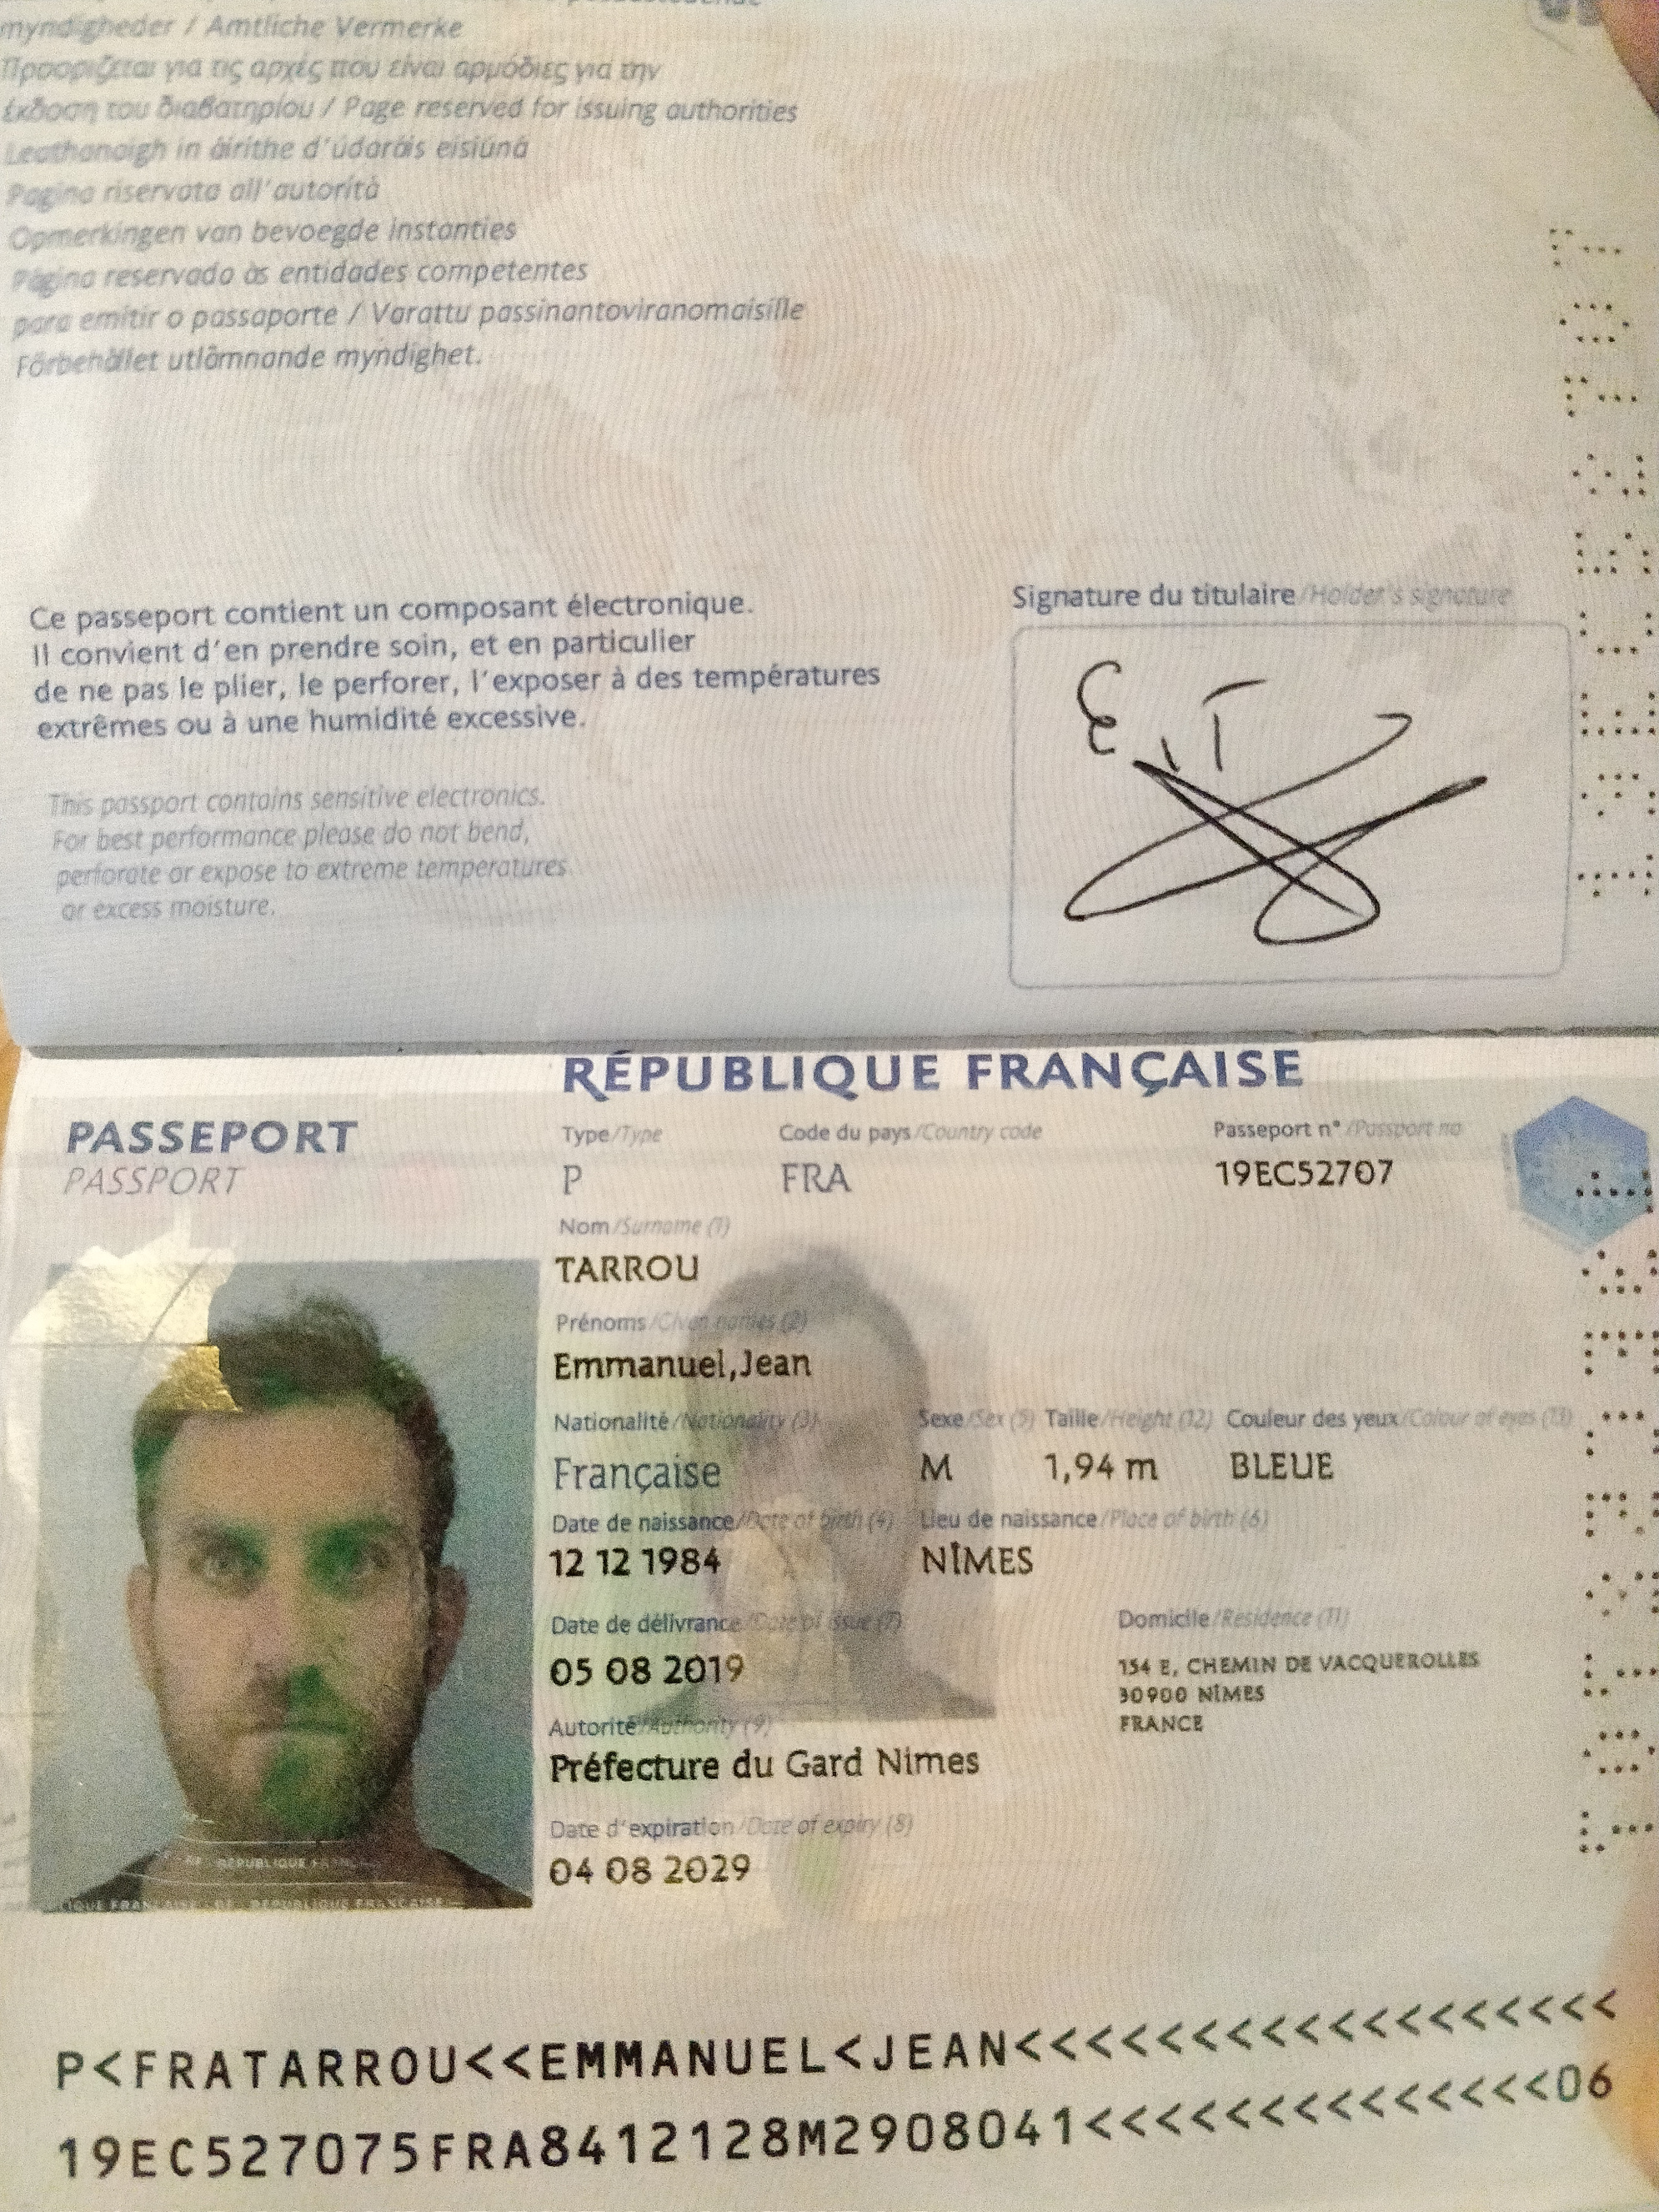 myndigheder / Amtliche Vermerke
Προορίζεται για τις αρχές που είναι αρμόδιες για την
έκδοση του διαβατηρίου / Page reserved for issuing authorities
Leathanaigh in áirithe d'údaráis eisiúna
Pagina riservata all'autorità
Opmerkingen van bevoegde instanties
Página reservada às entidades competentes
para emitir o passaporte / Varattu passinantoviranomaisille
Förbehållet utlämnande myndighet.
Ce passeport contient un composant électronique.
Il convient d'en prendre soin, et en particulier
de ne pas le plier, le perforer, l'exposer à des températures
extrêmes ou à une humidité excessive.
This passport contains sensitive electronics.
For best performance please do not bend,
perforate or expose to extreme temperatures
or excess moisture.
Signature du titulaire/Holder's signature
E.T
RÉPUBLIQUE FRANÇAISE
PASSEPORT
PASSPORT
Type/Type
Code du pays/Country code
Passeport n°/Passport no
P
FRA
19EC52707
Nom/Surname (1)
TARROU
Prénoms/Given names (2)
Emmanuel,Jean
Nationalité/Nationality (3)
Sexe/Sex (5) Taille/Height (12) Couleur des yeux/Colour of eyes (13)
Française
M
1,94 m
BLEUE
Date de naissance/Date of birth (4)
Lieu de naissance/Place of birth (6)
12 12 1984
NÎMES
Date de délivrance/Date of issue (7)
Domicile/Residence (11)
05 08 2019
154 E, CHEMIN DE VACQUEROLLES
30900 NÎMES
FRANCE
Autorité/Authority (9)
Préfecture du Gard Nimes
Date d'expiration/Date of expiry (8)
04 08 2029
RÉPUBLIQUE FRANÇAISE
P<FRATARROU<<EMMANUEL<JEAN<<<<<<<<<<<<<<<<<<
19EC527075FRA8412128M2908041<<<<<<<<<<<<<<06